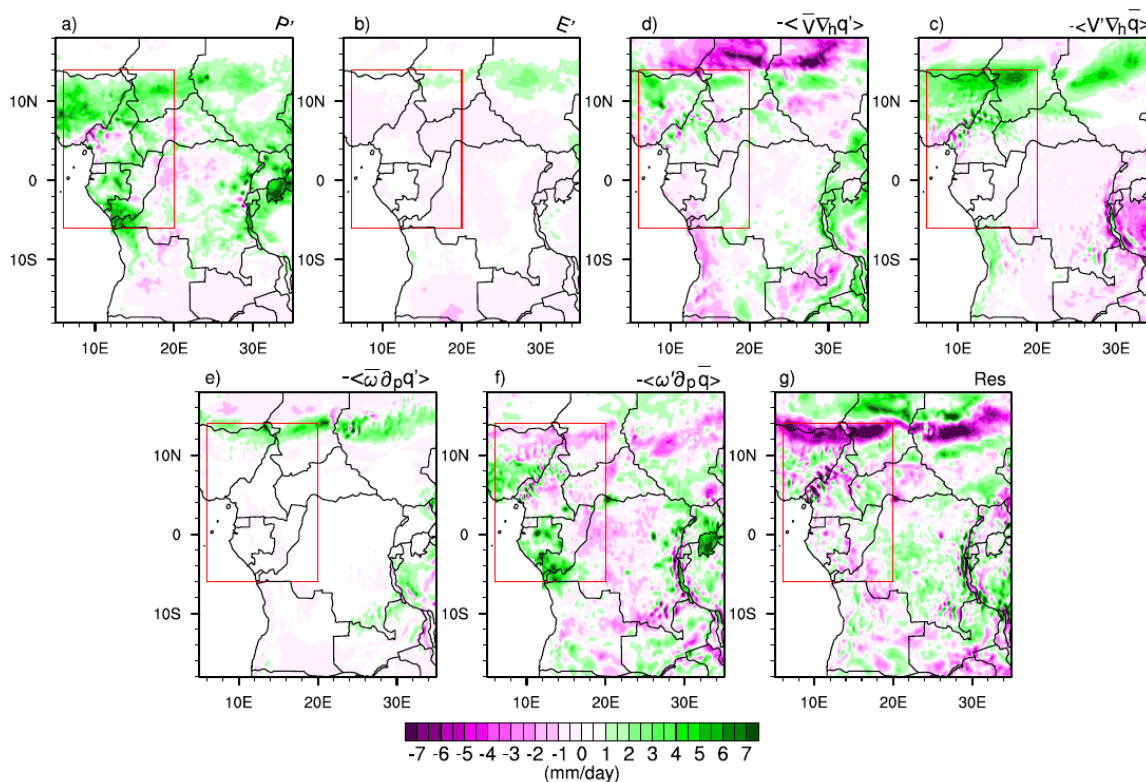 a) P'
b) E'
d) -<V̅ ∇ₕq'>
c) -<V' ∇ₕq̅>
10N
0
10S
10N
0
10S
10N
0
10S
10N
0
10S
10E 20E 30E
10E 20E 30E
10E 20E 30E
10E 20E 30E
e) -<ω̅ ∂ₚq'>
f) -<ω' ∂ₚq̅>
g) Res
10N
0
10S
10N
0
10S
10N
0
10S
10E 20E 30E
10E 20E 30E
10E 20E 30E
-7 -6 -5 -4 -3 -2 -1 0 1 2 3 4 5 6 7
(mm/day)